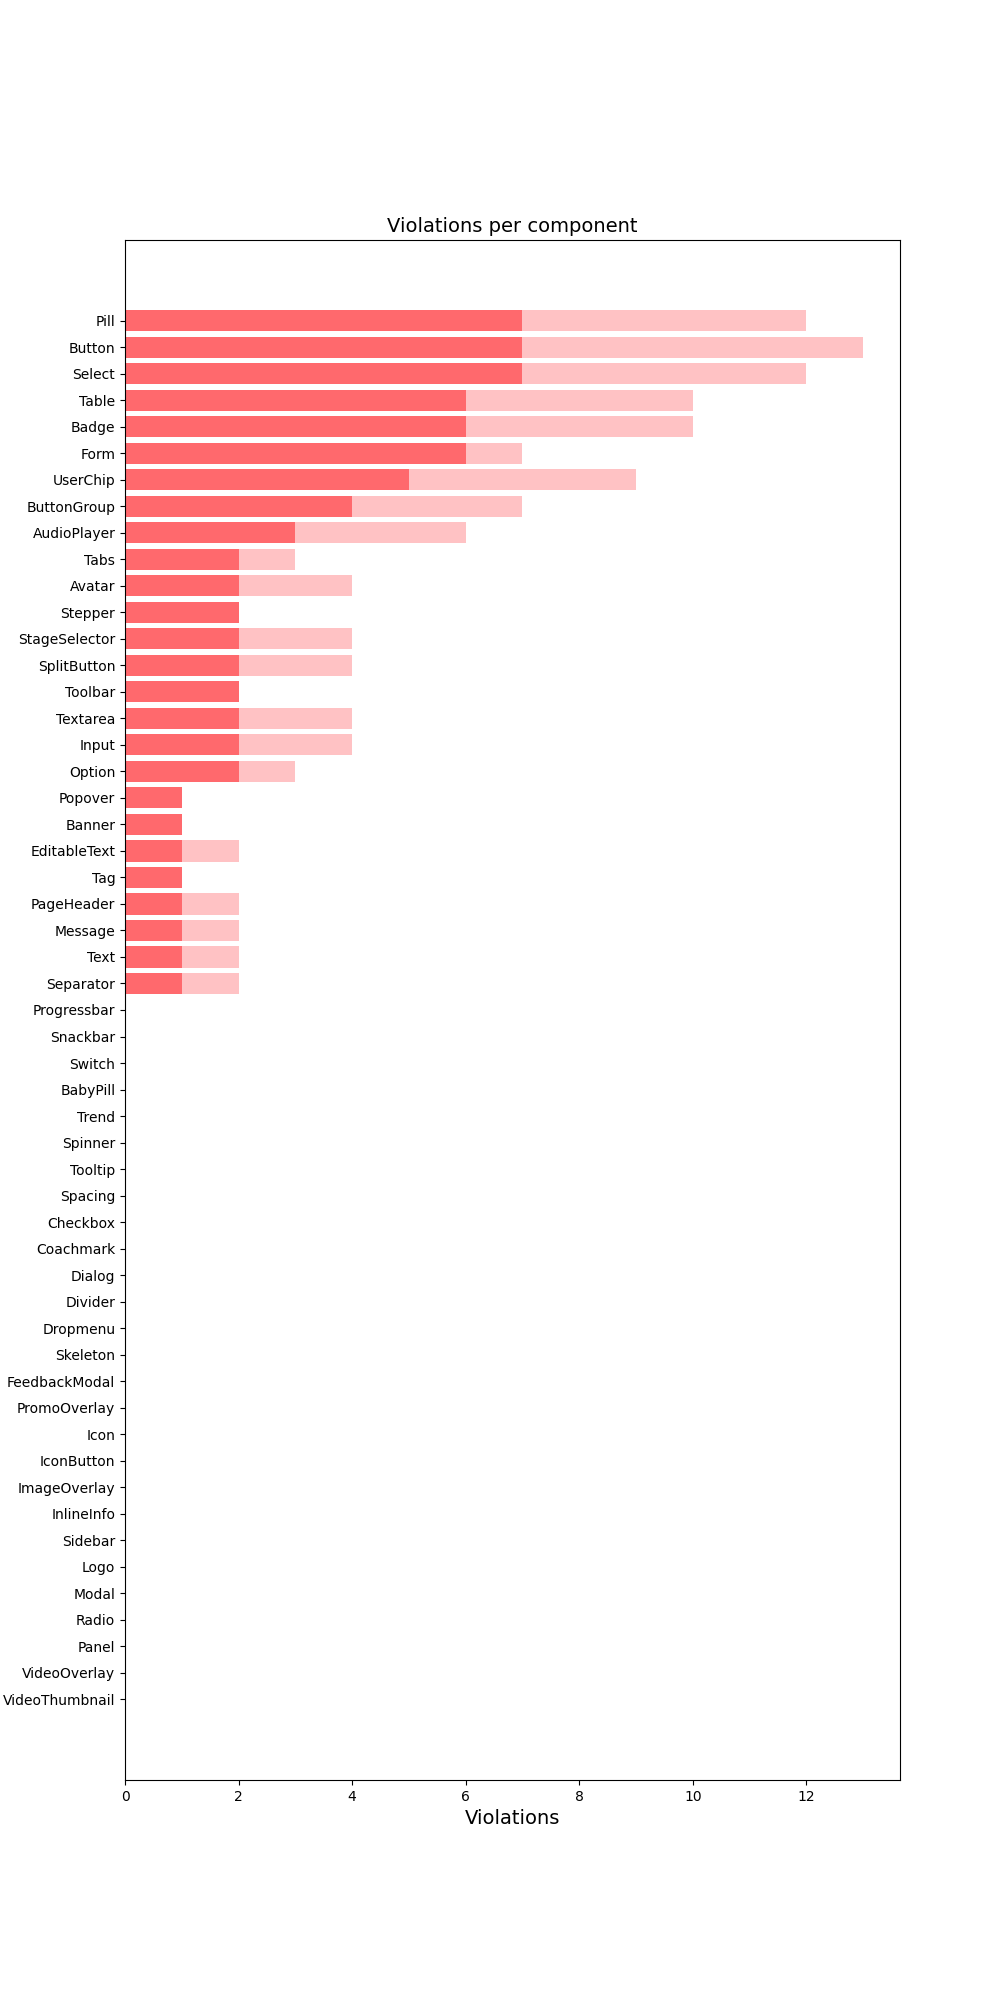 Violations per component
Pill
Button
Select
Table
Badge
Form
UserChip
ButtonGroup
AudioPlayer
Tabs
Avatar
Stepper
StageSelector
SplitButton
Toolbar
Textarea
Input
Option
Popover
Banner
EditableText
Tag
PageHeader
Message
Text
Separator
Progressbar
Snackbar
Switch
BabyPill
Trend
Spinner
Tooltip
Spacing
Checkbox
Coachmark
Dialog
Divider
Dropmenu
Skeleton
FeedbackModal
PromoOverlay
Icon
IconButton
ImageOverlay
InlineInfo
Sidebar
Logo
Modal
Radio
Panel
VideoOverlay
VideoThumbnail
0 2 4 6 8 10 12
Violations